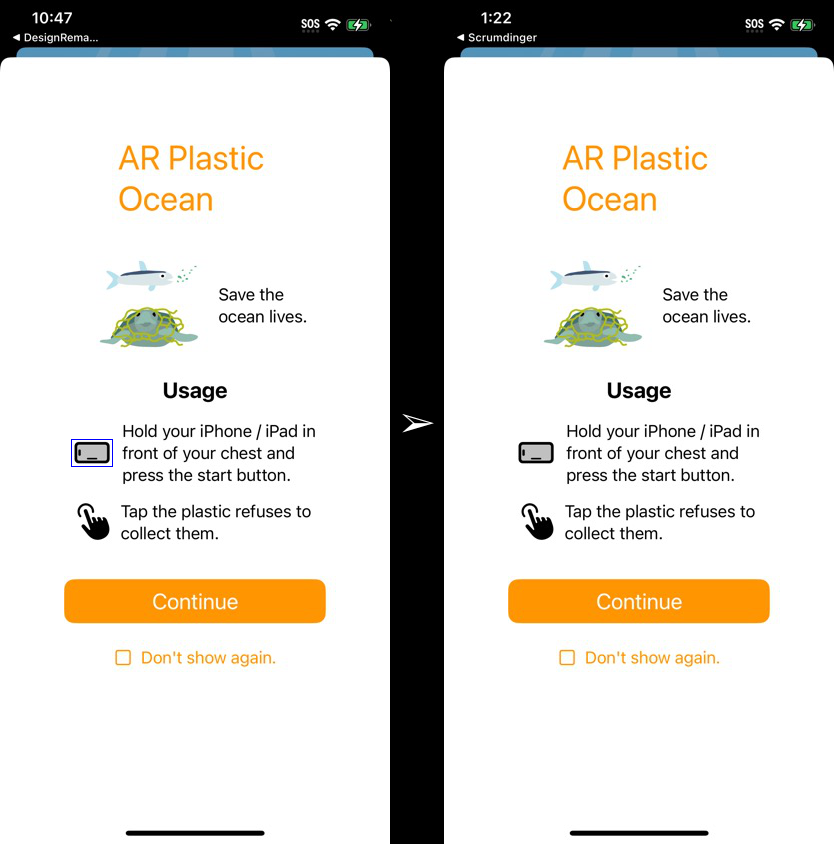 10:47
SOS
◀ DesignRema...
AR Plastic
Ocean
Save the
ocean lives.
Usage
Hold your iPhone / iPad in
front of your chest and
press the start button.
Tap the plastic refuses to
collect them.
Continue
Don't show again.
1:22
SOS
◀ Scrumdinger
AR Plastic
Ocean
Save the
ocean lives.
Usage
Hold your iPhone / iPad in
front of your chest and
press the start button.
Tap the plastic refuses to
collect them.
Continue
Don't show again.